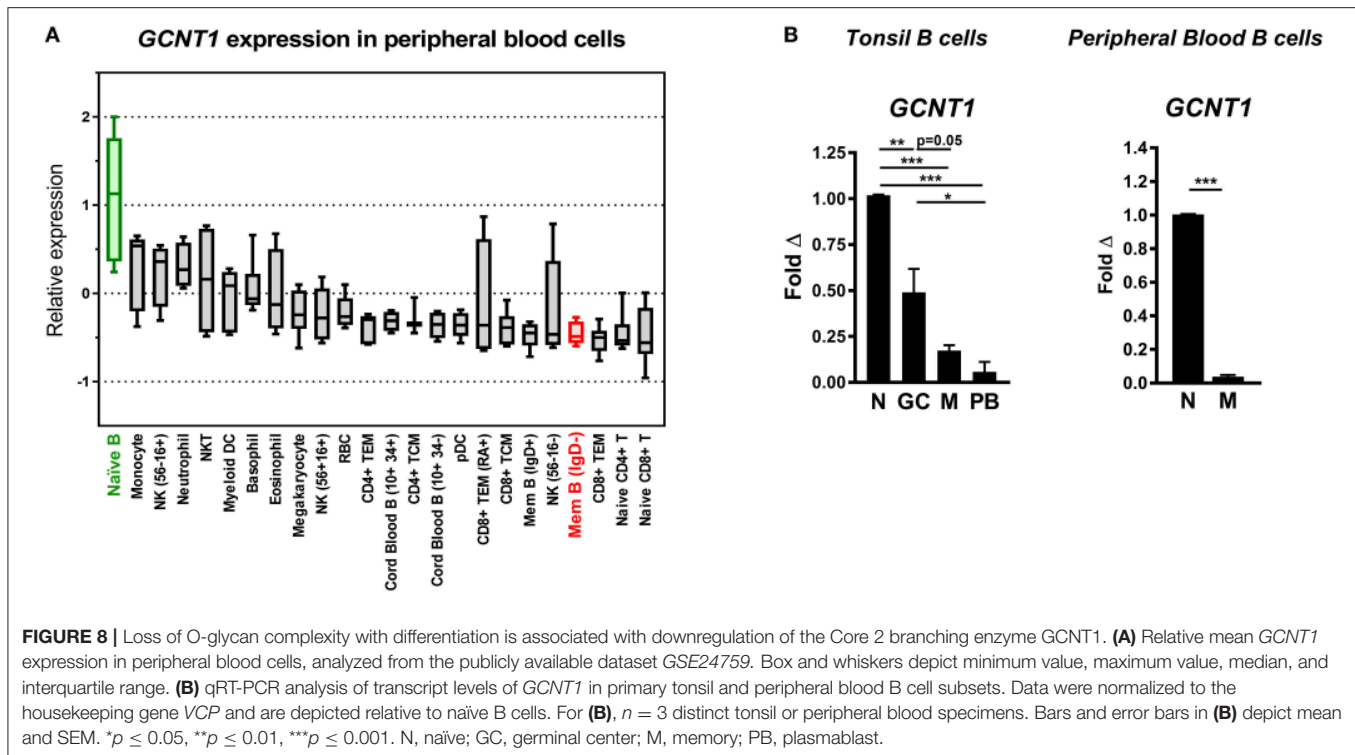 A
GCNT1 expression in peripheral blood cells
Relative expression
2
1
0
-1
Naïve B
Monocyte
NK (56-16+)
Neutrophil
NKT
Myeloid DC
Basophil
Eosinophil
Megakaryocyte
NK (56+16+)
RBC
CD4+ TEM
Cord Blood B (10+ 34+)
CD4+ TCM
Cord Blood B (10+ 34-)
pDC
CD8+ TEM (RA+)
CD8+ TCM
Mem B (IgD+)
NK (56-16-)
Mem B (IgD-)
CD8+ TEM
Naive CD4+ T
Naive CD8+ T
B
Tonsil B cells
GCNT1
Fold Δ
1.25
1.00
0.75
0.50
0.25
0.00
** p=0.05
***
***
*
N GC M PB
Peripheral Blood B cells
GCNT1
Fold Δ
1.4
1.2
1.0
0.8
0.6
0.4
0.2
0.0
***
N M
FIGURE 8 | Loss of O-glycan complexity with differentiation is associated with downregulation of the Core 2 branching enzyme GCNT1. (A) Relative mean GCNT1
expression in peripheral blood cells, analyzed from the publicly available dataset GSE24759. Box and whiskers depict minimum value, maximum value, median, and
interquartile range. (B) qRT-PCR analysis of transcript levels of GCNT1 in primary tonsil and peripheral blood B cell subsets. Data were normalized to the
housekeeping gene VCP and are depicted relative to naïve B cells. For (B), n = 3 distinct tonsil or peripheral blood specimens. Bars and error bars in (B) depict mean
and SEM. *p ≤ 0.05, **p ≤ 0.01, ***p ≤ 0.001. N, naïve; GC, germinal center; M, memory; PB, plasmablast.